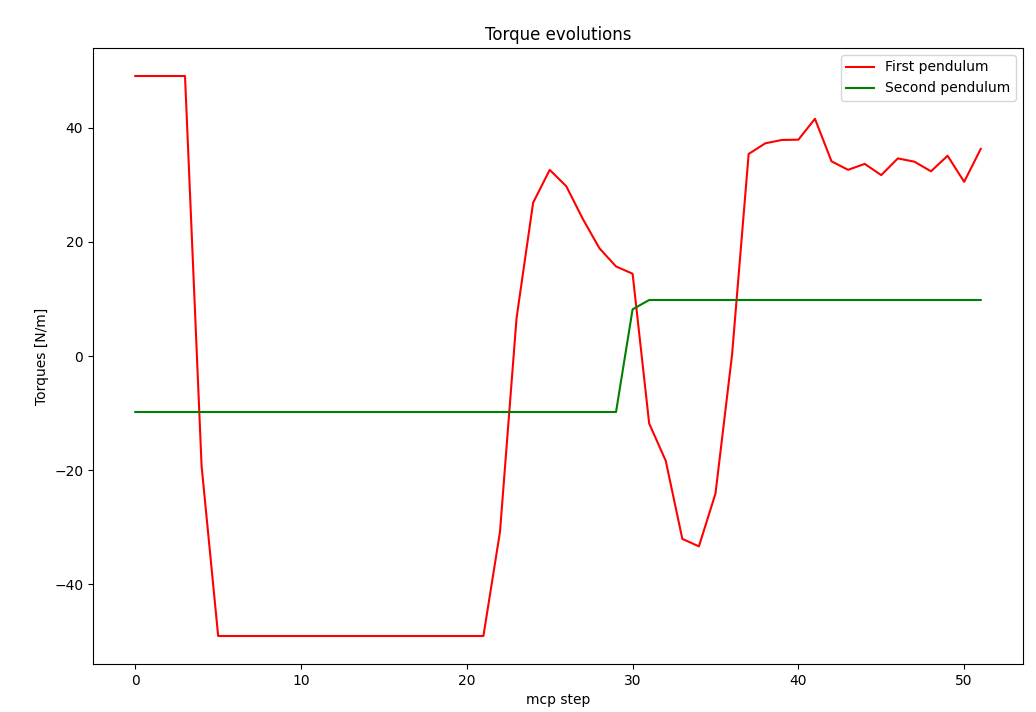 Torque evolutions
First pendulum
Second pendulum
Torques [N/m]
40
20
0
−20
−40
0 10 20 30 40 50
mcp step